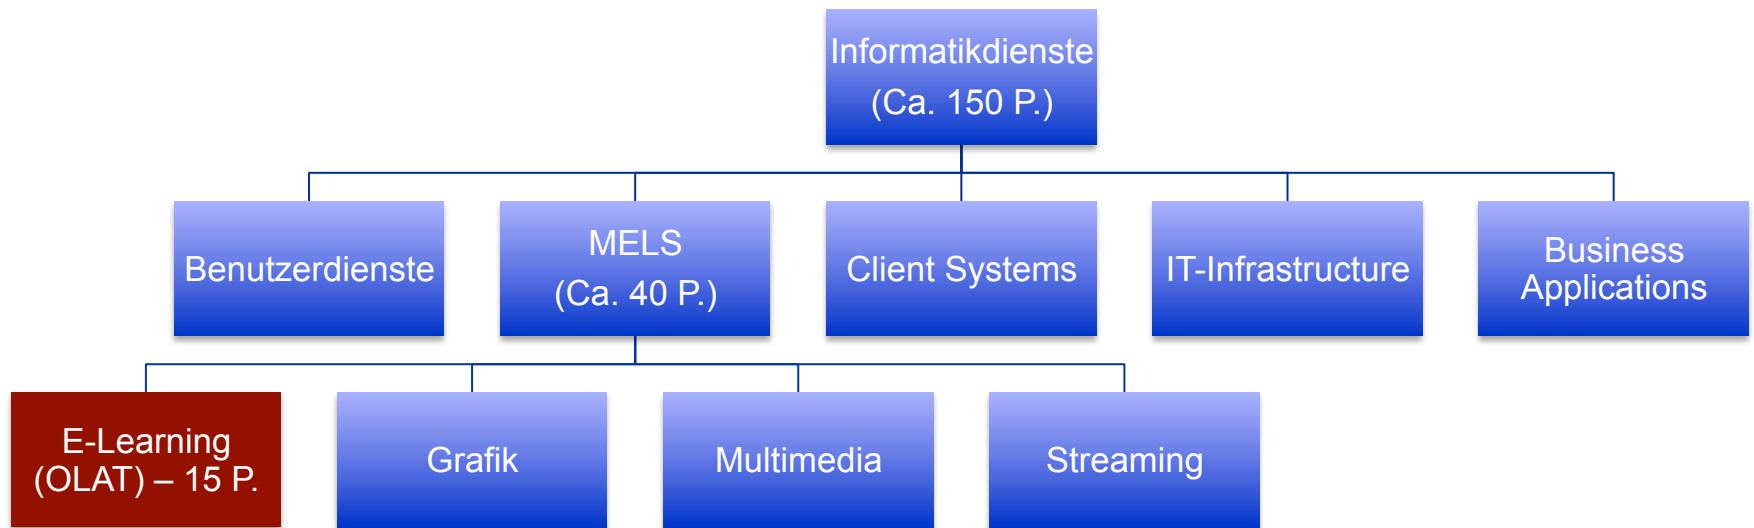 Informatikdienste
(Ca. 150 P.)
Benutzerdienste
MELS
(Ca. 40 P.)
Client Systems
IT-Infrastructure
Business
Applications
E-Learning
(OLAT) – 15 P.
Grafik
Multimedia
Streaming